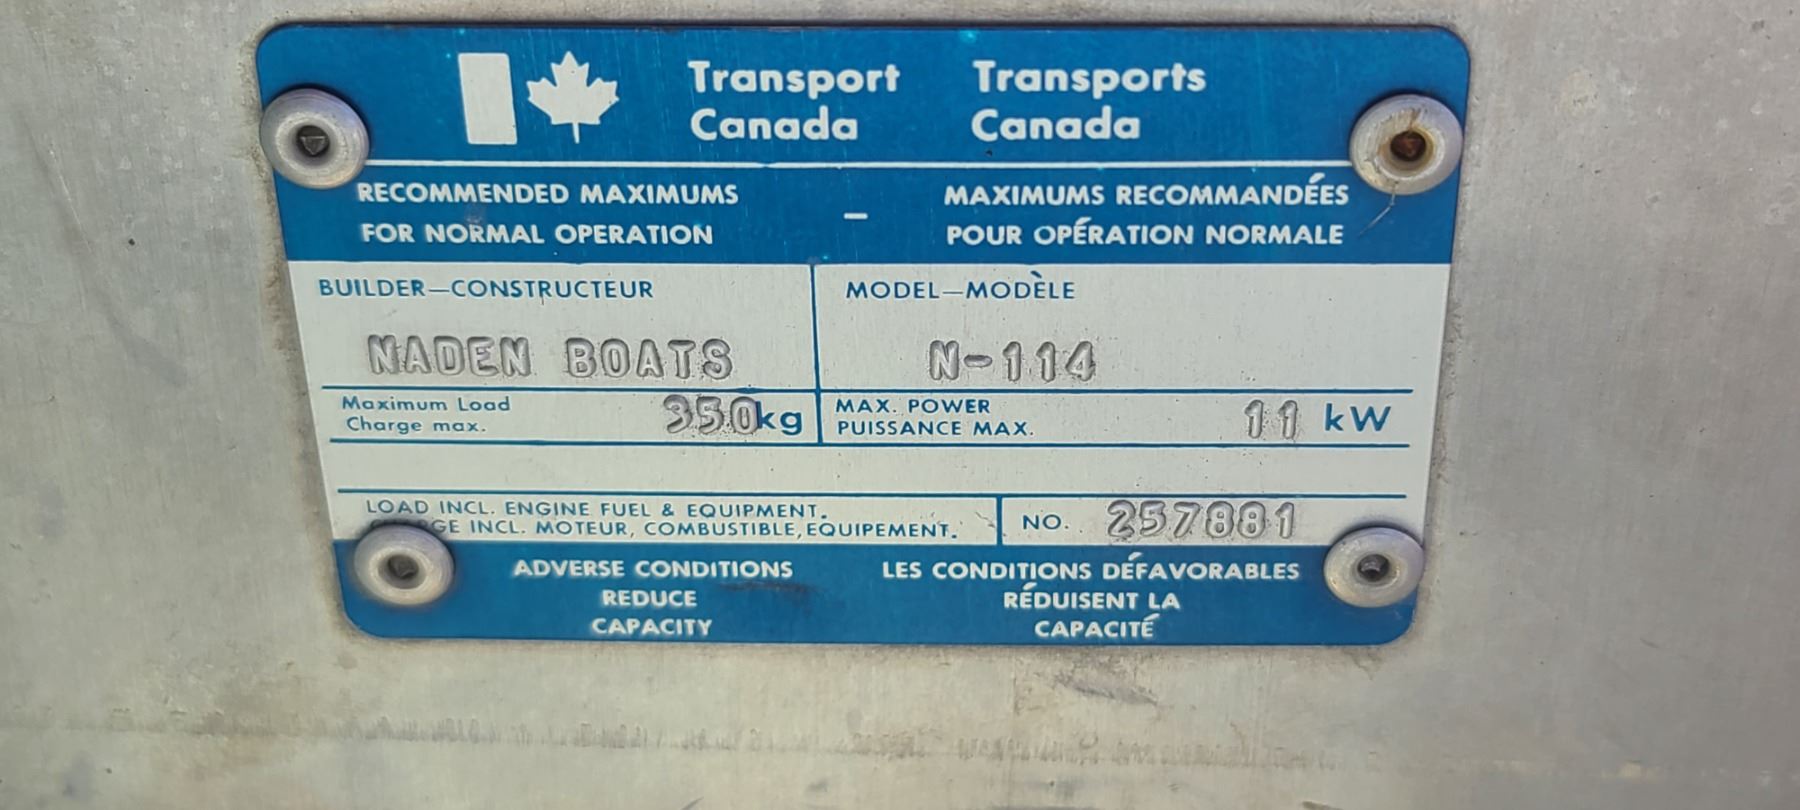 Transport Canada
Transports Canada
RECOMMENDED MAXIMUMS
FOR NORMAL OPERATION
–
MAXIMUMS RECOMMANDÉES
POUR OPÉRATION NORMALE
BUILDER—CONSTRUCTEUR
NADEN BOATS
MODEL—MODÈLE
N-114
Maximum Load
Charge max.
350kg
MAX. POWER
PUISSANCE MAX.
11 kW
LOAD INCL. ENGINE FUEL & EQUIPMENT.
INCL. MOTEUR, COMBUSTIBLE, EQUIPEMENT.
NO. 257881
ADVERSE CONDITIONS
REDUCE
CAPACITY
LES CONDITIONS DÉFAVORABLES
RÉDUISENT LA
CAPACITÉ